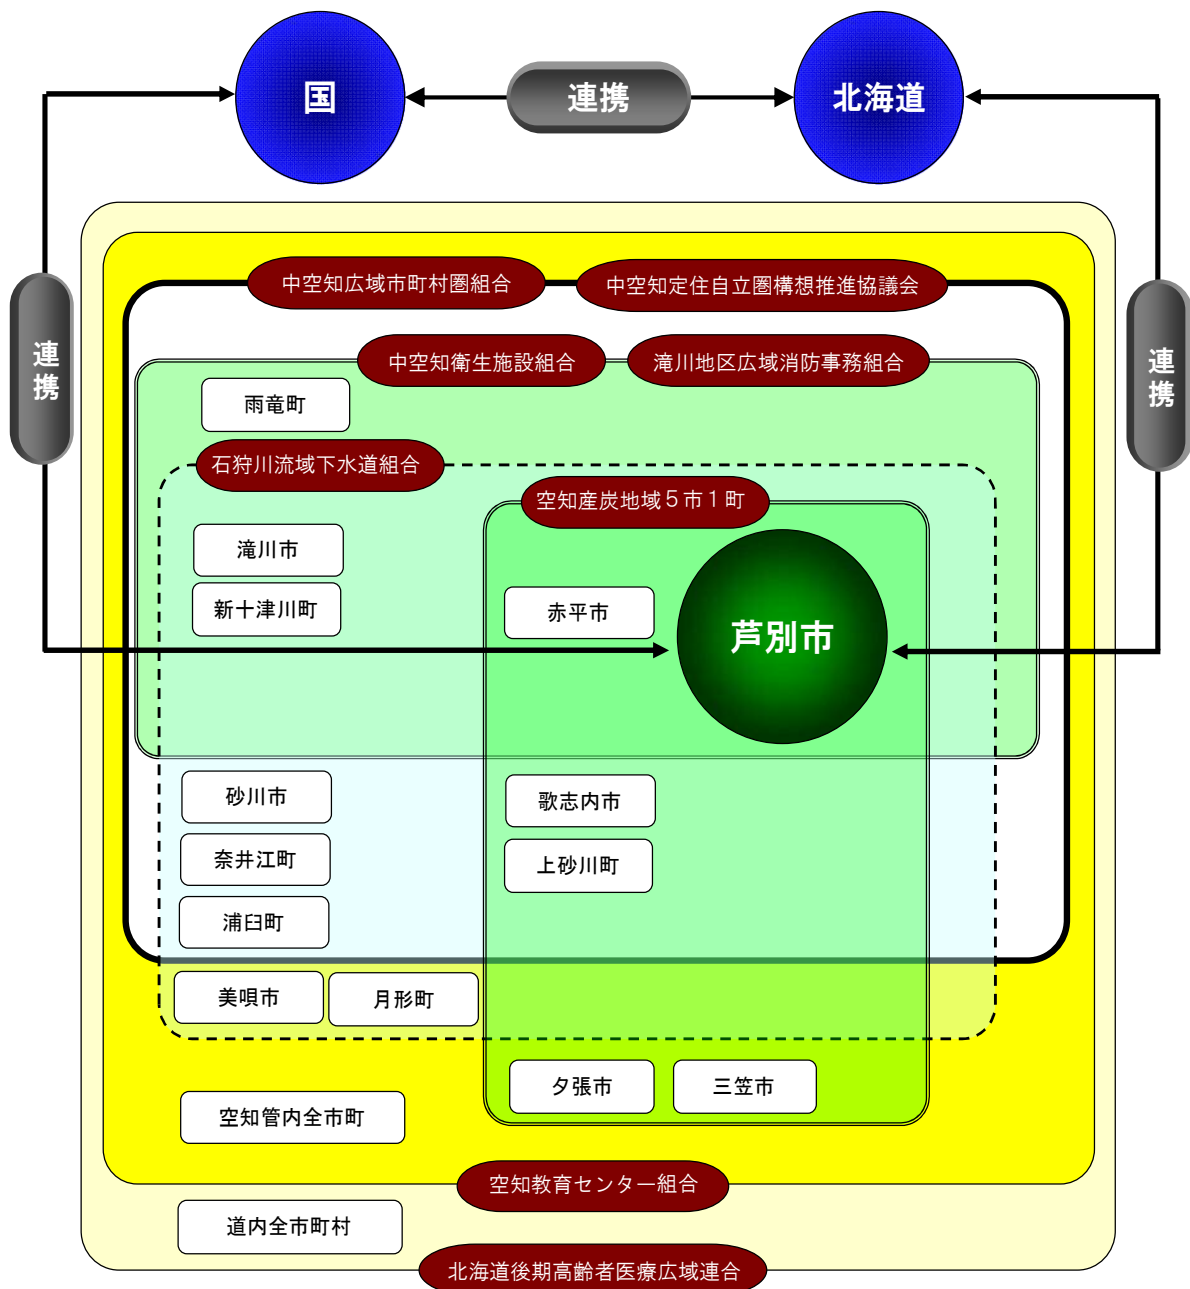 国
連携
北海道
中空知広域市町村圏組合
中空知定住自立圏構想推進協議会
連携
連携
中空知衛生施設組合
滝川地区広域消防事務組合
雨竜町
石狩川流域下水道組合
空知産炭地域５市１町
滝川市
新十津川町
赤平市
芦別市
砂川市
歌志内市
奈井江町
上砂川町
浦臼町
美唄市
月形町
夕張市
三笠市
空知管内全市町
空知教育センター組合
道内全市町村
北海道後期高齢者医療広域連合